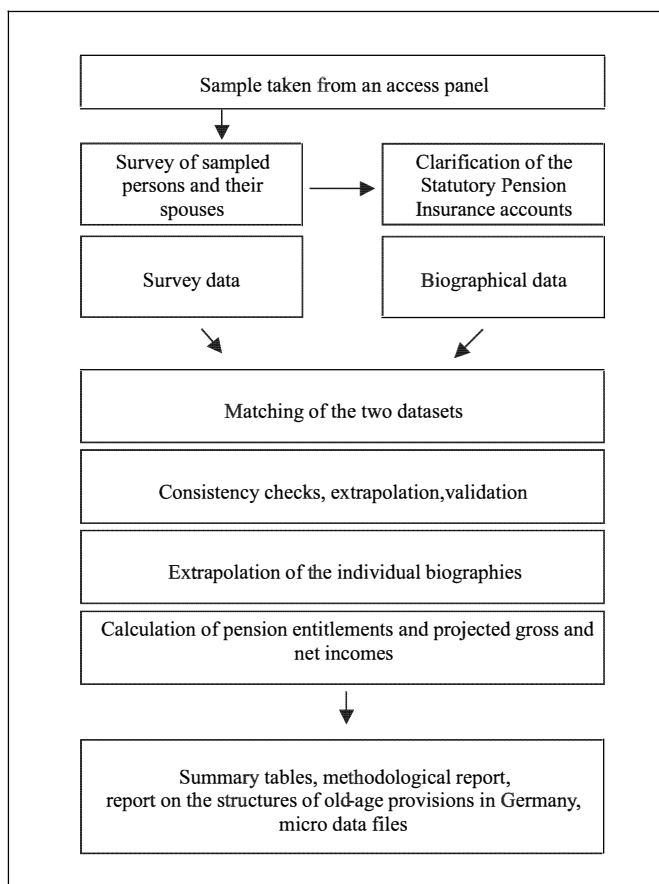 Sample taken from an access panel
Survey of sampled
persons and their
spouses
Clarification of the
Statutory Pension
Insurance accounts
Survey data
Biographical data
Matching of the two datasets
Consistency checks, extrapolation,validation
Extrapolation of the individual biographies
Calculation of pension entitlements and projected gross and
net incomes
Summary tables, methodological report,
report on the structures of old-age provisions in Germany,
micro data files